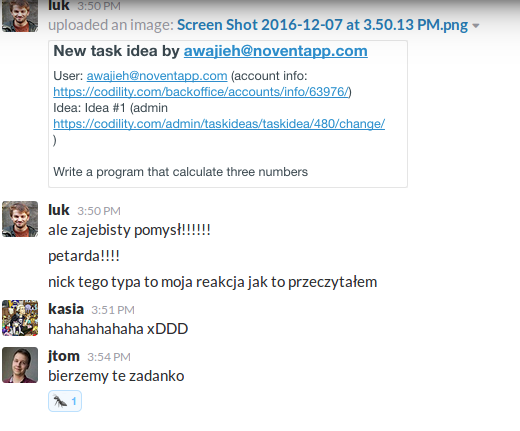 luk 3:50 PM
uploaded an image: Screen Shot 2016-12-07 at 3.50.13 PM.png
New task idea by awajieh@noventapp.com
User: awajieh@noventapp.com (account info:
https://codility.com/backoffice/accounts/info/63976/)
Idea: Idea #1 (admin
https://codility.com/admin/taskideas/taskidea/480/change/
)
Write a program that calculate three numbers
luk 3:50 PM
ale zajebisty pomysł!!!!!!
petarda!!!!
nick tego typa to moja reakcja jak to przeczytałem
kasia 3:51 PM
hahahahahaha xDDD
jtom 3:54 PM
bierzemy te zadanko
1